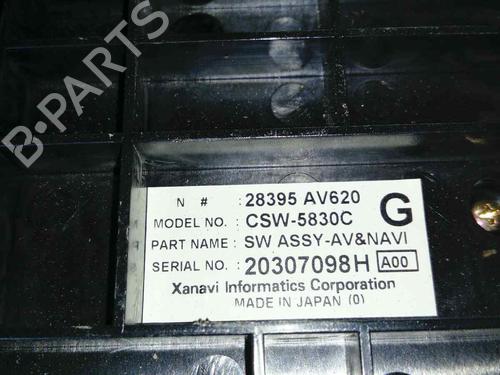 B-PARTS
N # : 28395 AV620
MODEL NO. : CSW-5830C G
PART NAME : SW ASSY-AV&NAVI
SERIAL NO. : 20307098H A00
Xanavi Informatics Corporation
MADE IN JAPAN (0)